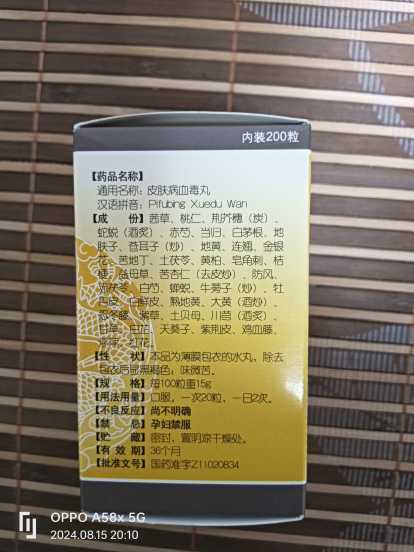 内装200粒
【药品名称】
通用名称：皮肤病血毒丸
汉语拼音：Pifubing Xuedu Wan
【成 份】茜草、桃仁、荆芥穗（炭）、
蛇蜕（酒炙）、赤芍、当归、白茅根、地
肤子、苍耳子（炒）、地黄、连翘、金银
花、苦地丁、土茯苓、黄柏、皂角刺、桔
梗、益母草、苦杏仁（去皮炒）、防风、
赤茯苓、白芍、蝉蜕、牛蒡子（炒）、牡
丹皮、白鲜皮、熟地黄、大黄（酒炒）、
忍冬藤、紫草、土贝母、川芎（酒炙）、
甘草、白芷、天葵子、紫荆皮、鸡血藤、
浮萍、红花。
【性 状】本品为薄膜包衣的水丸，除去
包衣后显黑褐色；味微苦。
【规 格】每100粒重15g
【用法用量】口服。一次20粒，一日2次。
【不良反应】尚不明确
【禁 忌】孕妇禁服
【贮 藏】密封，置阴凉干燥处。
【有 效 期】36个月
【批准文号】国药准字Z11020834
OPPO A58x 5G
2024.08.15 20:10